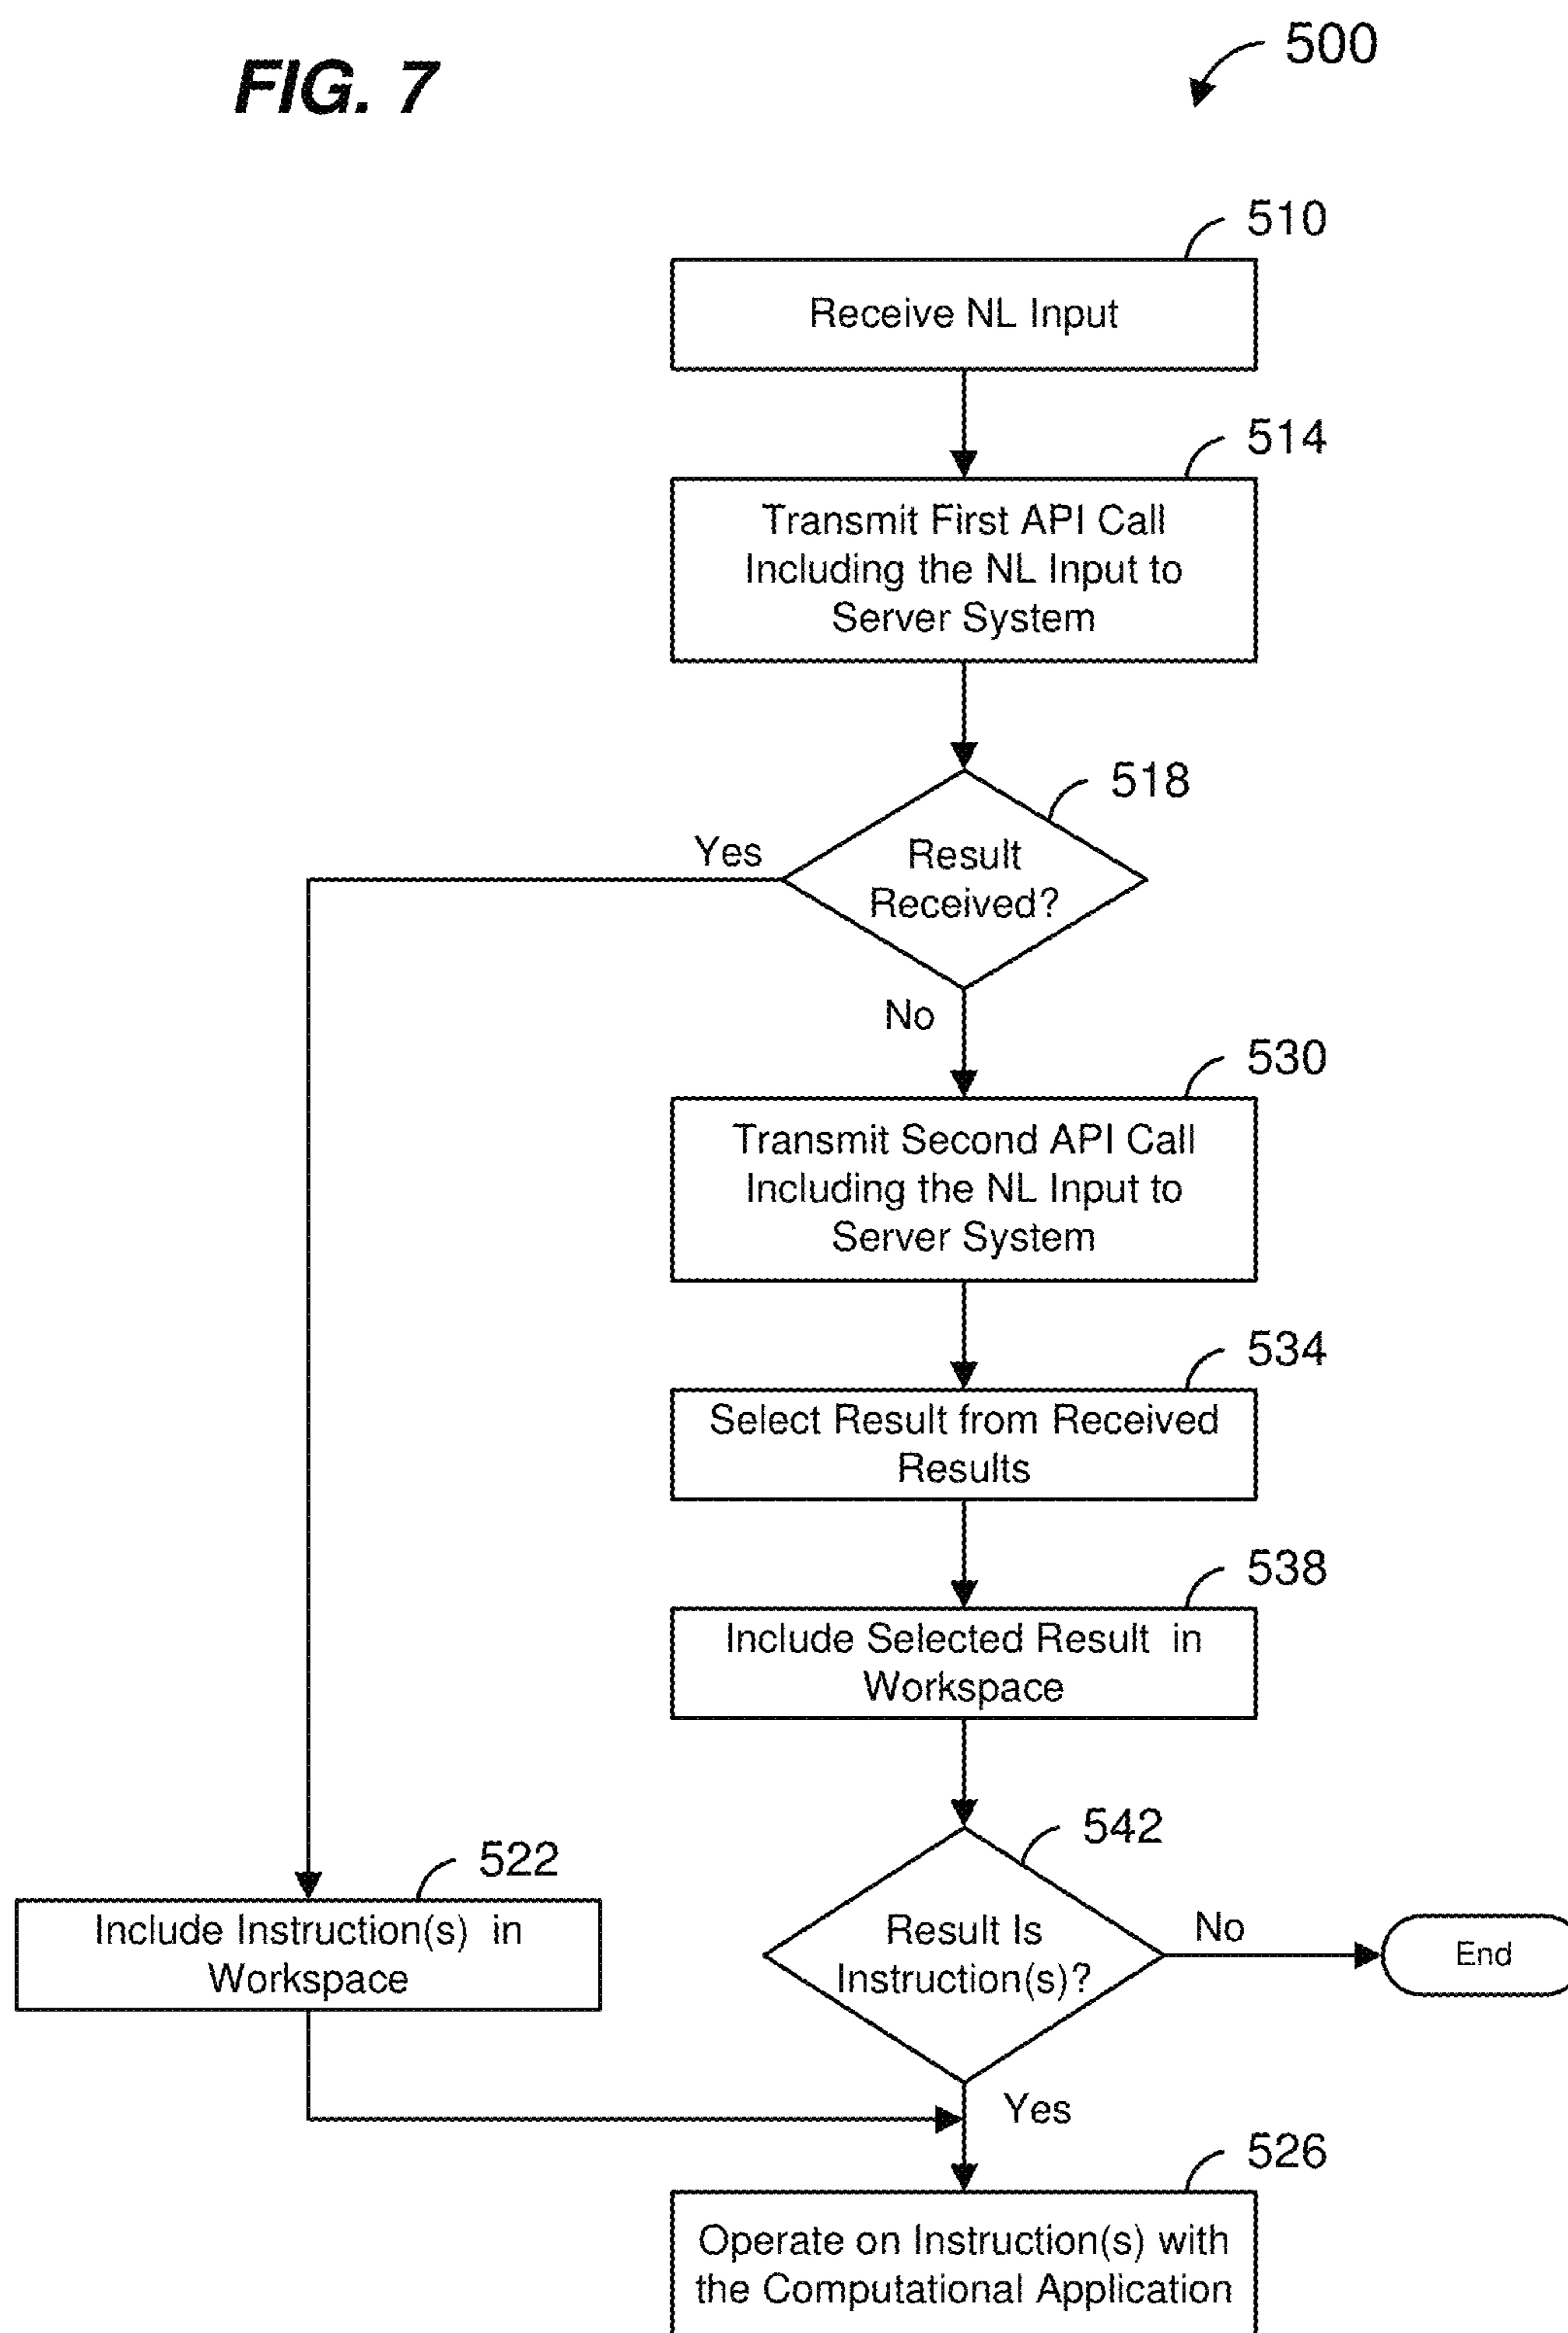 FIG. 7
500
510
Receive NL Input
514
Transmit First API Call
Including the NL Input to
Server System
518
Yes
Result
Received?
No
530
Transmit Second API Call
Including the NL Input to
Server System
534
Select Result from Received
Results
538
Include Selected Result in
Workspace
542
522
Include Instruction(s) in
Workspace
Result Is
Instruction(s)?
No
End
Yes
526
Operate on Instruction(s) with
the Computational Application